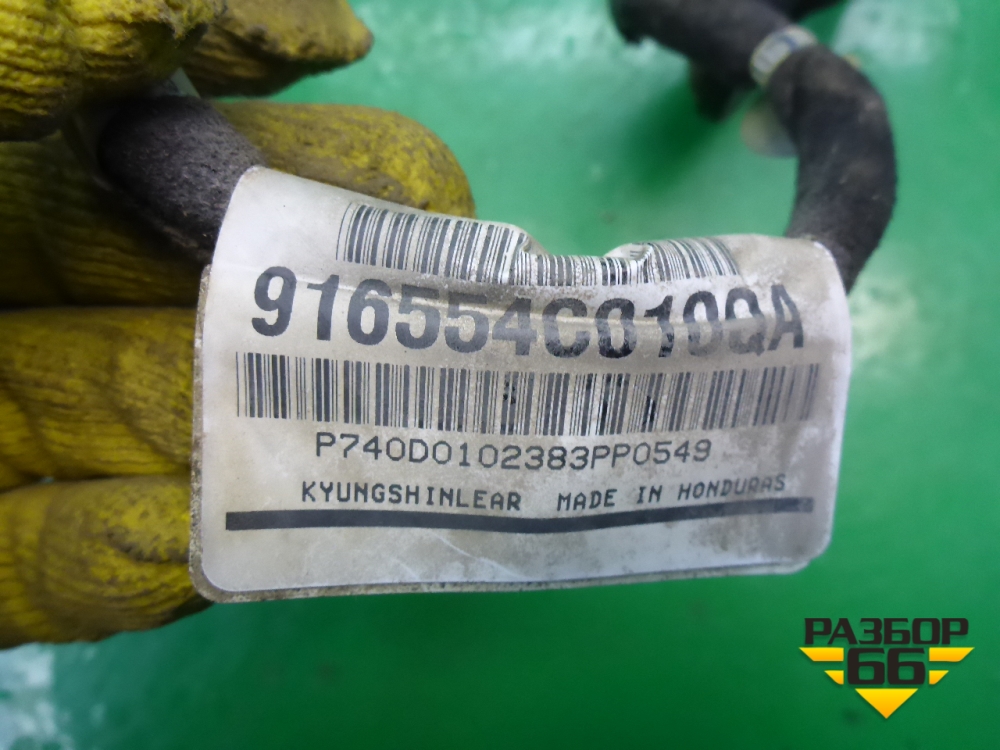 916554C010QA
P740D0102383PP0549
KYUNGSHINLEAR MADE IN HONDURAS
РАЗБОР
66